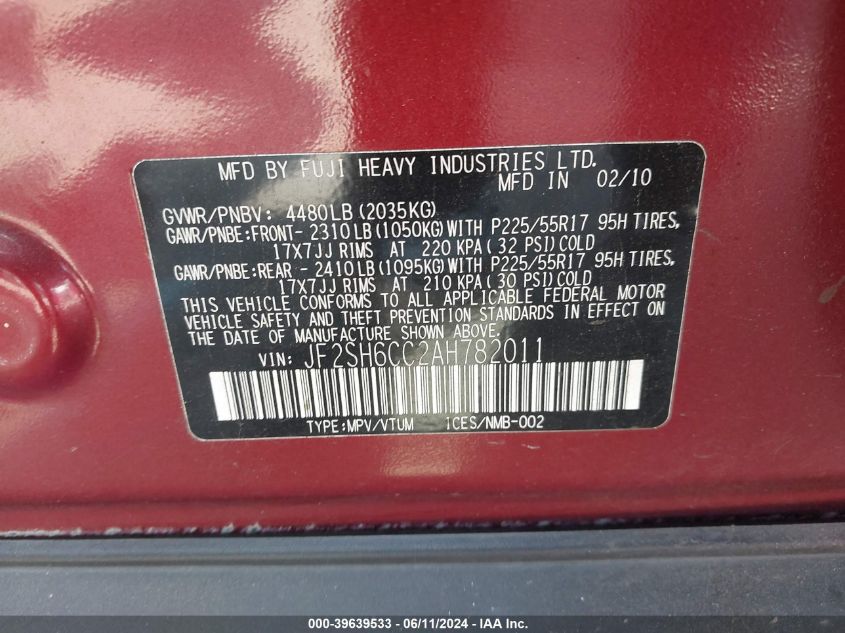 MFD BY FUJI HEAVY INDUSTRIES LTD.
MFD IN 02/10
GVWR/PNBV: 4480LB(2035KG)
GAWR/PNBE:FRONT- 2310LB(1050KG)WITH P225/55R17 95H TIRES,
17X7JJ RIMS AT 220 KPA(32 PSI)COLD
GAWR/PNBE:REAR - 2410LB(1095KG)WITH P225/55R17 95H TIRES,
17X7JJ RIMS AT 210 KPA(30 PSI)COLD
THIS VEHICLE CONFORMS TO ALL APPLICABLE FEDERAL MOTOR
VEHICLE SAFETY AND THEFT PREVENTION STANDARDS IN EFFECT ON
THE DATE OF MANUFACTURE SHOWN ABOVE.
VIN: JF2SH6CC2AH782011
TYPE:MPV/VTUM 1CES/NMB-002
000-39639533 - 06/11/2024 - IAAI.com